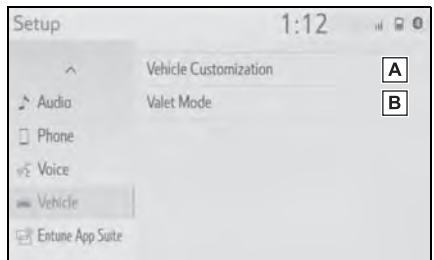 Setup 1:12
Vehicle Customization A
Audio Valet Mode B
Phone
Voice
Vehicle
Entune App Suite